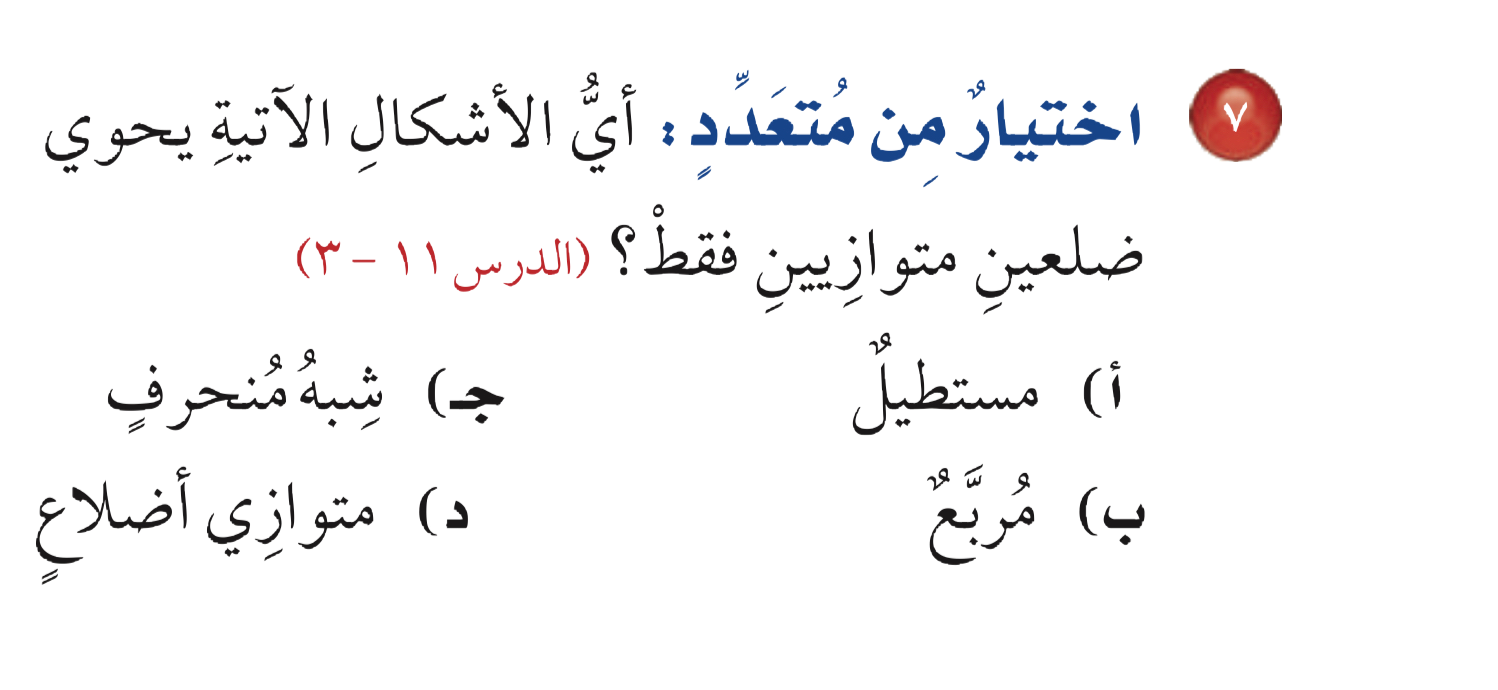 ٧ اختيارٌ مِن مُتعَدِّدٍ : أيُّ الأشكالِ الآتيةِ يحوي
ضلعينِ متوازِيينِ فقطْ؟ (الدرس ١١ – ٣)
أ) مستطيلٌ جـ) شِبهُ مُنحرفٍ
ب) مُربَّعٌ د) متوازِي أضلاعٍ